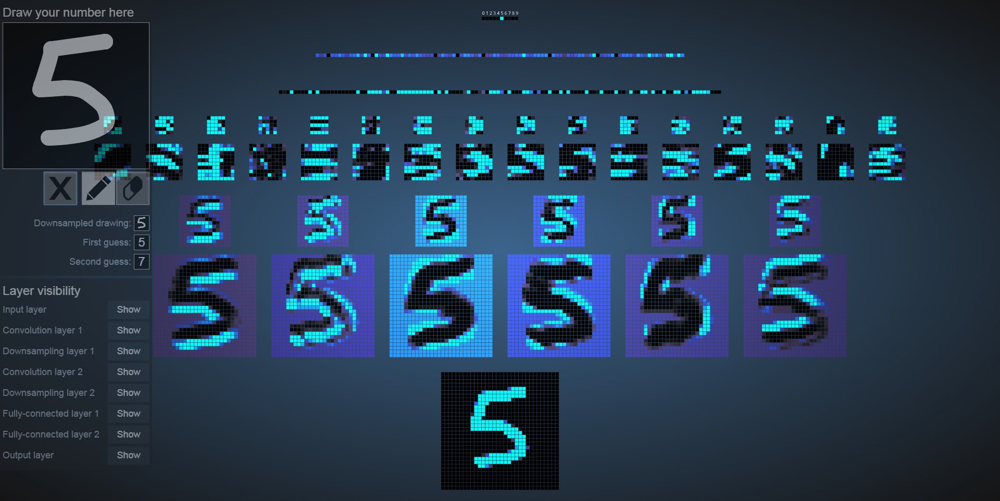 Draw your number here
5
0 1 2 3 4 5 6 7 8 9
X
Downsampled drawing: 5
First guess: 5
Second guess: 7
Layer visibility
Input layer Show
Convolution layer 1 Show
Downsampling layer 1 Show
Convolution layer 2 Show
Downsampling layer 2 Show
Fully-connected layer 1 Show
Fully-connected layer 2 Show
Output layer Show
5